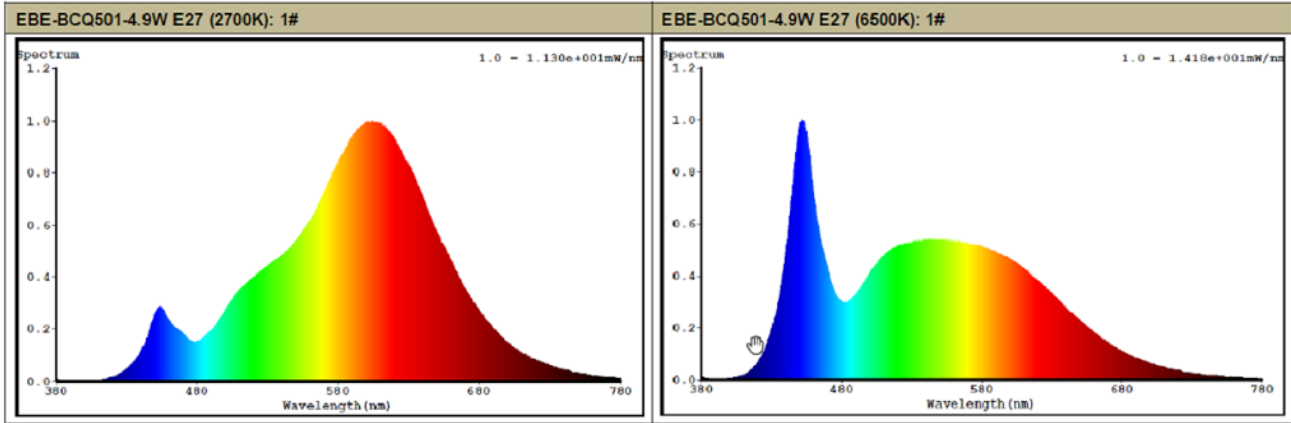 EBE-BCQ501-4.9W E27 (2700K): 1#
Spectrum
1.0 = 1.130e+001mW/nm
1.2
1.0
0.8
0.6
0.4
0.2
0.0
380 480 580 680 780
Wavelength(nm)
EBE-BCQ501-4.9W E27 (6500K): 1#
Spectrum
1.0 = 1.418e+001mW/nm
1.2
1.0
0.8
0.6
0.4
0.2
0.0
380 480 580 680 780
Wavelength(nm)